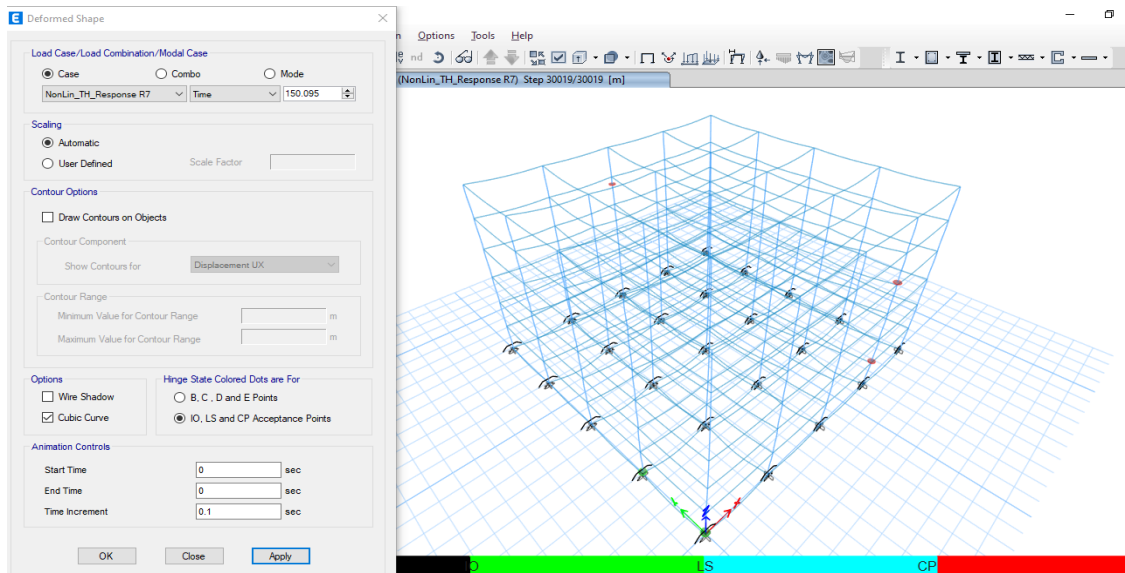 E Deformed Shape
n Options Tools Help
nd
(NonLin_TH_Response R7) Step 30019/30019 [m]
Load Case/Load Combination/Modal Case
Case Combo Mode
NonLin_TH_Response R7 Time 150.095
Scaling
Automatic
User Defined Scale Factor
Contour Options
Draw Contours on Objects
Contour Component
Show Contours for Displacement UX
Contour Range
Minimum Value for Contour Range m
Maximum Value for Contour Range m
Options
Wire Shadow
Cubic Curve
Hinge State Colored Dots are For
B, C , D and E Points
IO, LS and CP Acceptance Points
Animation Controls
Start Time 0 sec
End Time 0 sec
Time Increment 0.1 sec
OK Close Apply
IO LS CP